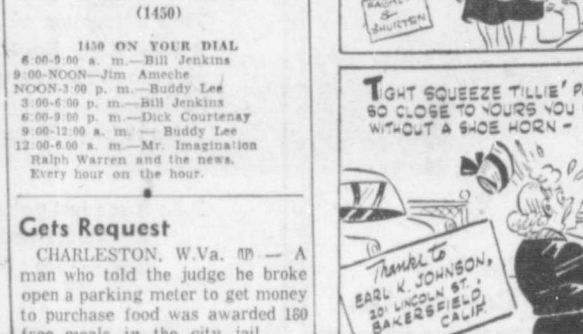 (1450)
1450 ON YOUR DIAL
6:00-9:00 a. m.—Bill Jenkins
9:00-NOON—Jim Ameche
NOON-3:00 p. m.—Buddy Lee
3:00-6:00 p. m.—Bill Jenkins
6:00-9:00 p. m.—Dick Courtenay
9:00-12:00 a. m. — Buddy Lee
12:00-6:00 a. m.—Mr. Imagination
Ralph Warren and the news.
Every hour on the hour.
Gets Request
CHARLESTON, W.Va. (UP) — A
man who told the judge he broke
open a parking meter to get money
to purchase food was awarded 180
free meals in the city jail
&
SHURTEN
TIGHT SQUEEZE TILLIE' P
SO CLOSE TO YOURS YOU
WITHOUT A SHOE HORN -
Thanks to
EARL K. JOHNSON,
201 LINCOLN ST.,
BAKERSFIELD,
CALIF.